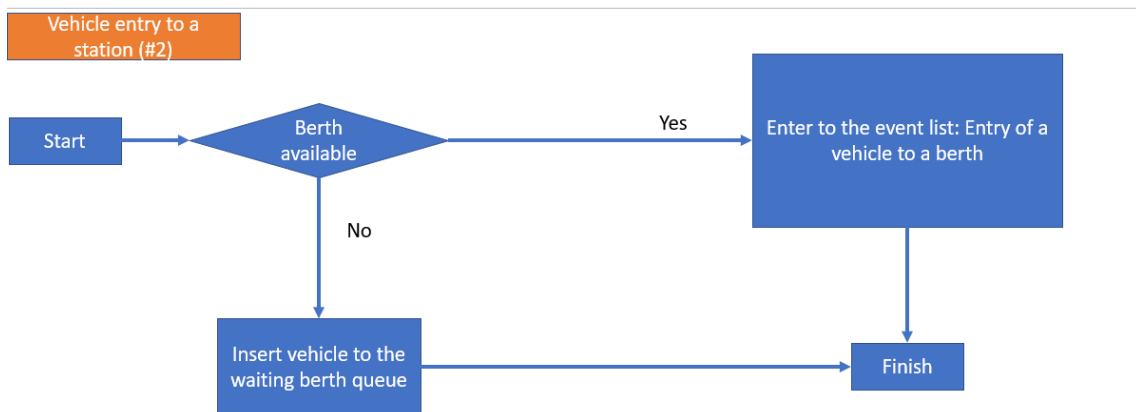 Vehicle entry to a
station (#2)
Start
Berth
available
Yes
Enter to the event list: Entry of a
vehicle to a berth
No
Insert vehicle to the
waiting berth queue
Finish